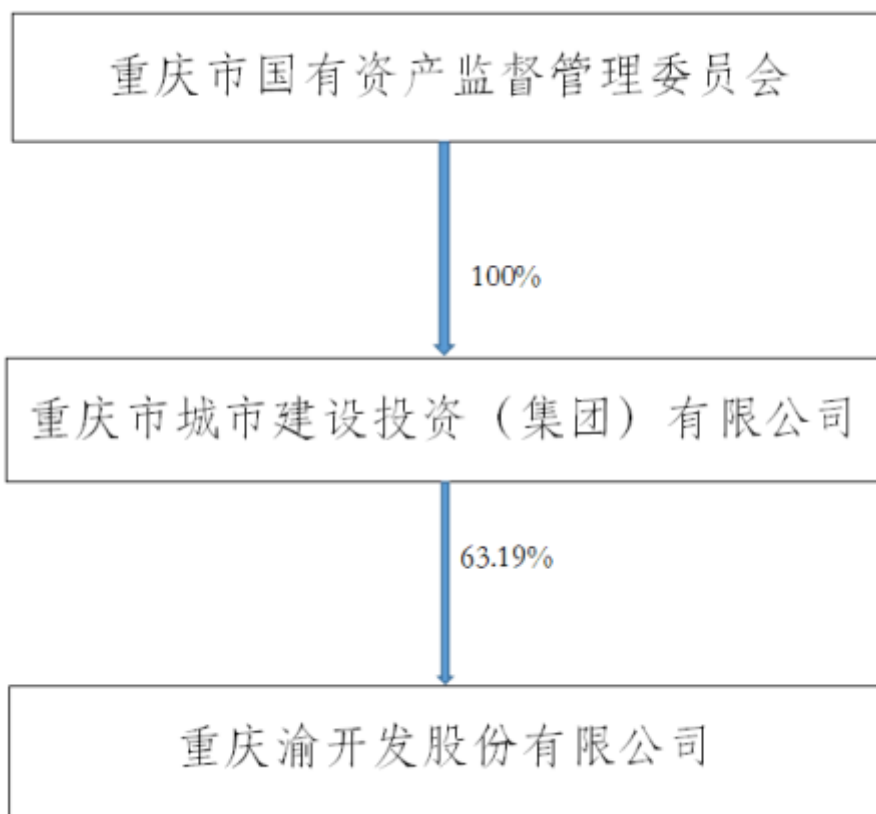 重庆市国有资产监督管理委员会
100%
重庆市城市建设投资（集团）有限公司
63.19%
重庆渝开发股份有限公司